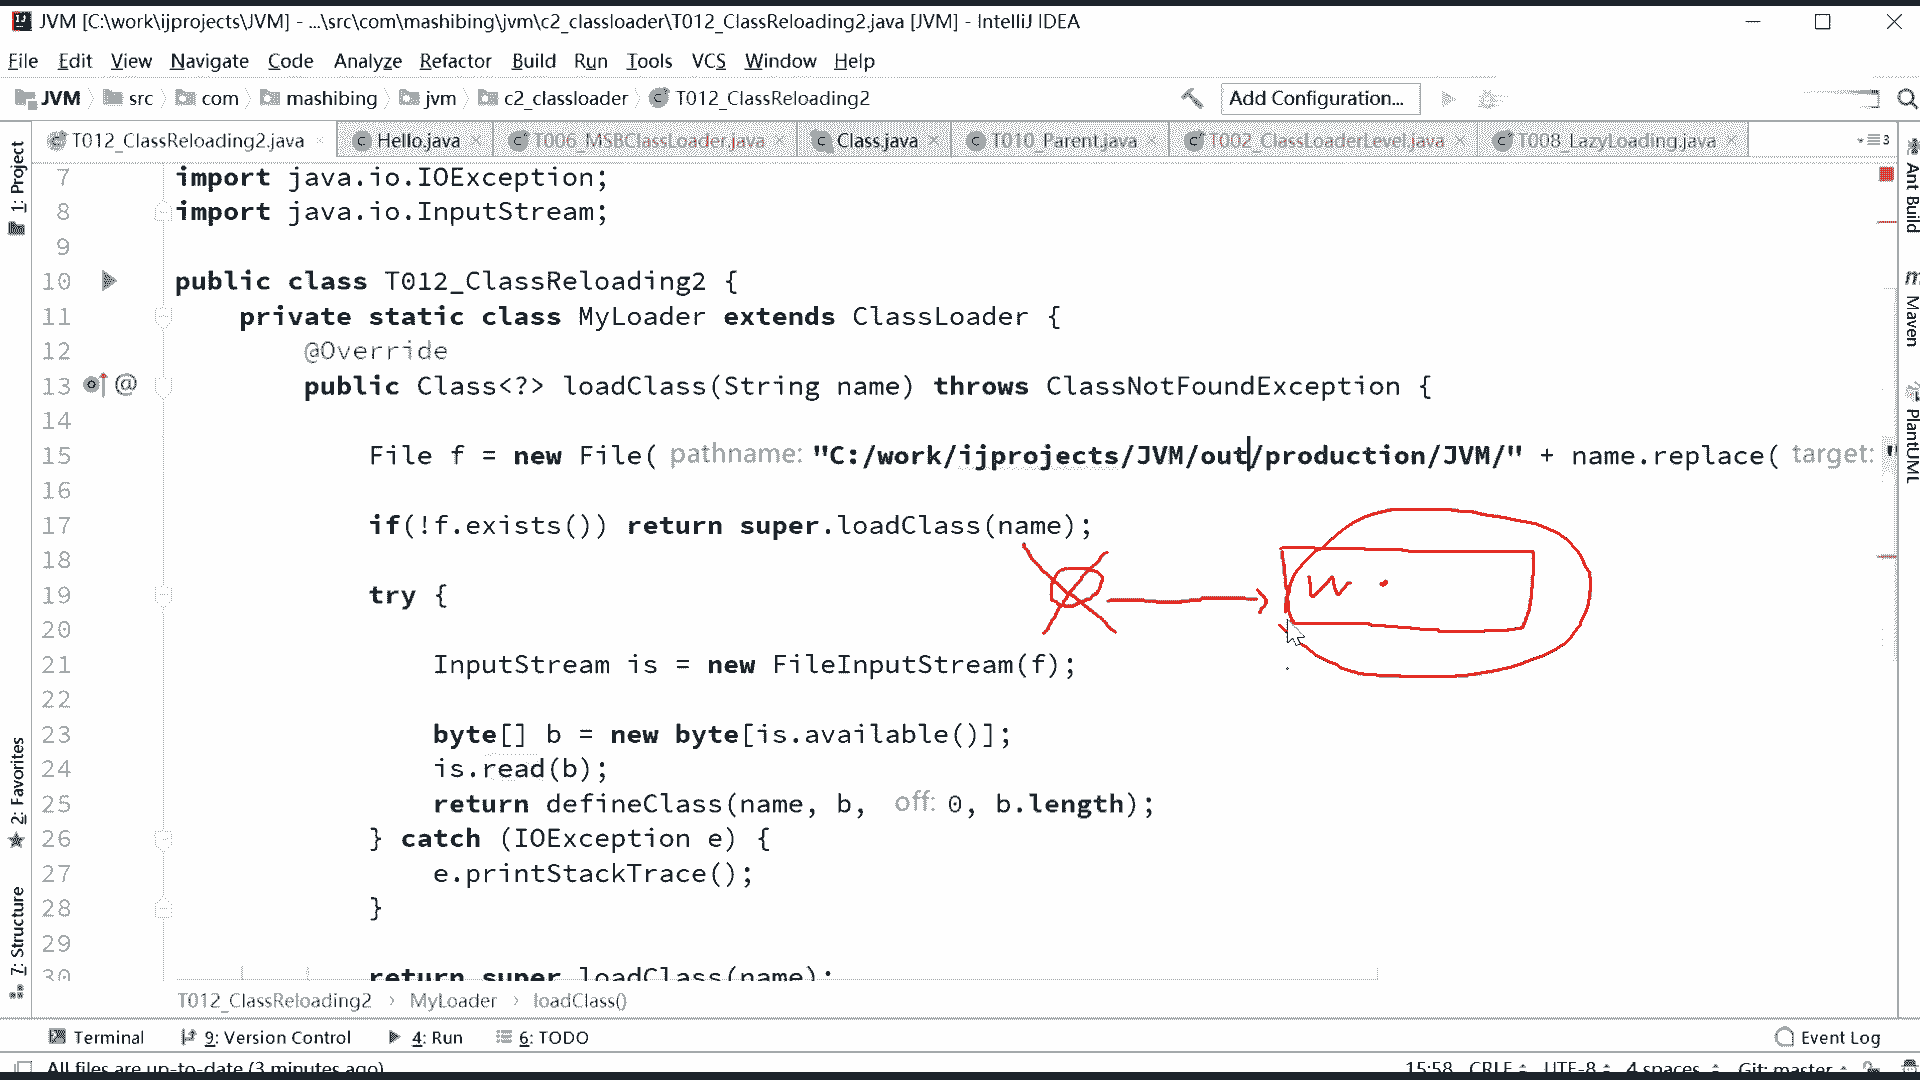 JVM [C:\work\ijprojects\JVM] - ...\src\com\mashibing\jvm\c2_classloader\T012_ClassReloading2.java [JVM] - IntelliJ IDEA
File Edit View Navigate Code Analyze Refactor Build Run Tools VCS Window Help
JVM src com mashibing jvm c2_classloader T012_ClassReloading2 Add Configuration...
T012_ClassReloading2.java Hello.java T006_MSBClassLoader.java Class.java T010_Parent.java T002_ClassLoaderLevel.java T008_LazyLoading.java 3
1: Project
2: Favorites
7: Structure
Ant Build
Maven
PlantUML
7 import java.io.IOException;
8 import java.io.InputStream;
9
10 public class T012_ClassReloading2 {
11 private static class MyLoader extends ClassLoader {
12 @Override
13 public Class<?> loadClass(String name) throws ClassNotFoundException {
14
15 File f = new File( pathname: "C:/work/ijprojects/JVM/out/production/JVM/" + name.replace( target: "
16
17 if(!f.exists()) return super.loadClass(name);
18
19 try {
20
21 InputStream is = new FileInputStream(f);
22
23 byte[] b = new byte[is.available()];
24 is.read(b);
25 return defineClass(name, b, off: 0, b.length);
26 } catch (IOException e) {
27 e.printStackTrace();
28 }
29
30 return super.loadClass(name);
W
T012_ClassReloading2 › MyLoader › loadClass()
Terminal 9: Version Control 4: Run 6: TODO Event Log
All files are up-to-date (3 minutes ago) 15:58 CRLF UTF-8 4 spaces Git: master